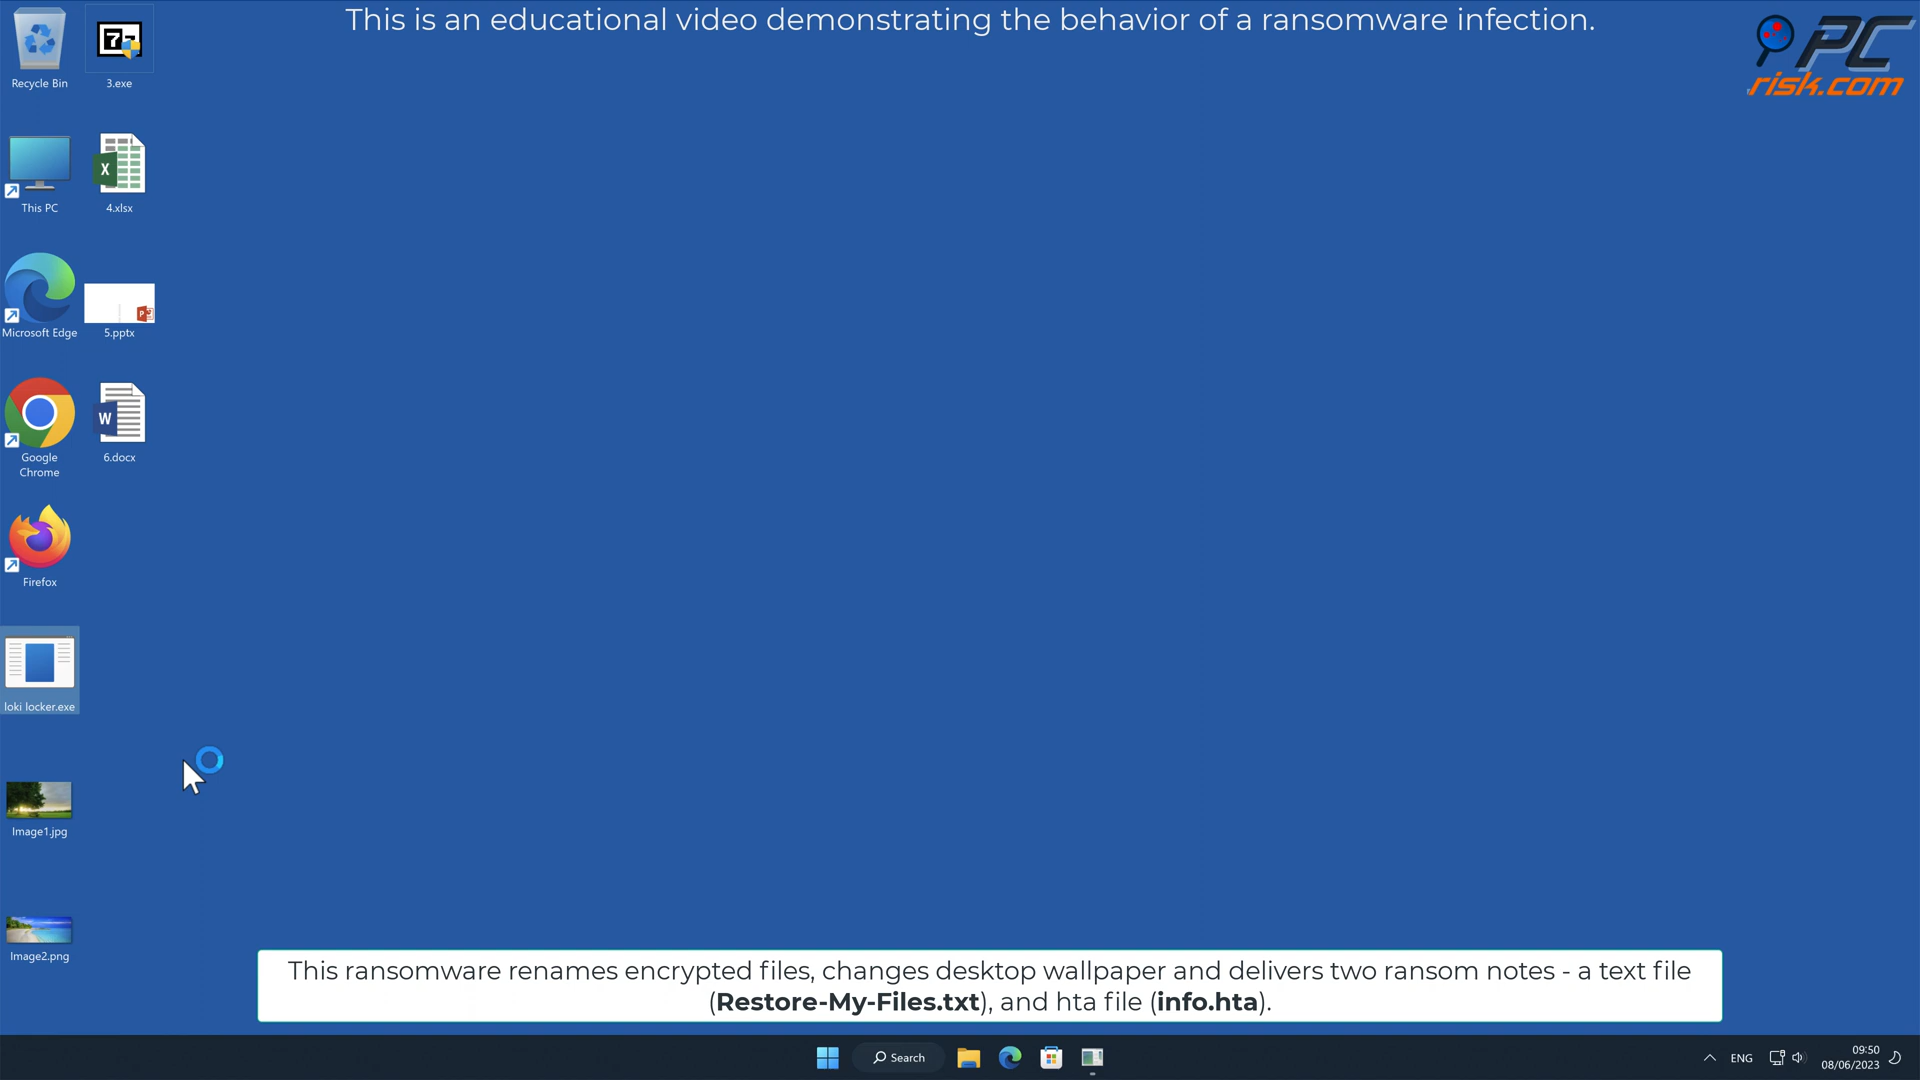 This is an educational video demonstrating the behavior of a ransomware infection.
PC
risk.com
Recycle Bin
3.exe
This PC
4.xlsx
Microsoft Edge
5.pptx
Google
Chrome
6.docx
Firefox
loki locker.exe
Image1.jpg
Image2.png
This ransomware renames encrypted files, changes desktop wallpaper and delivers two ransom notes - a text file
(Restore-My-Files.txt), and hta file (info.hta).
Search
ENG
09:50
08/06/2023